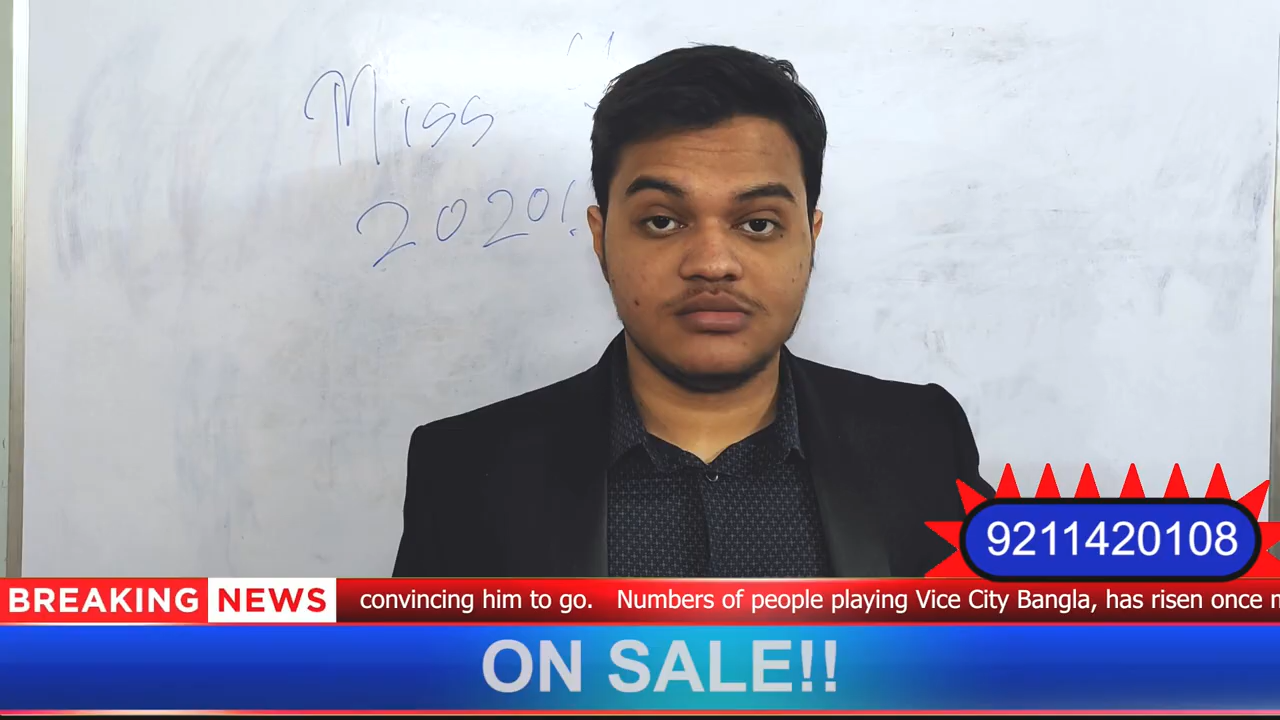 Miss
2020!
9211420108
BREAKING NEWS
convincing him to go. Numbers of people playing Vice City Bangla, has risen once
ON SALE!!